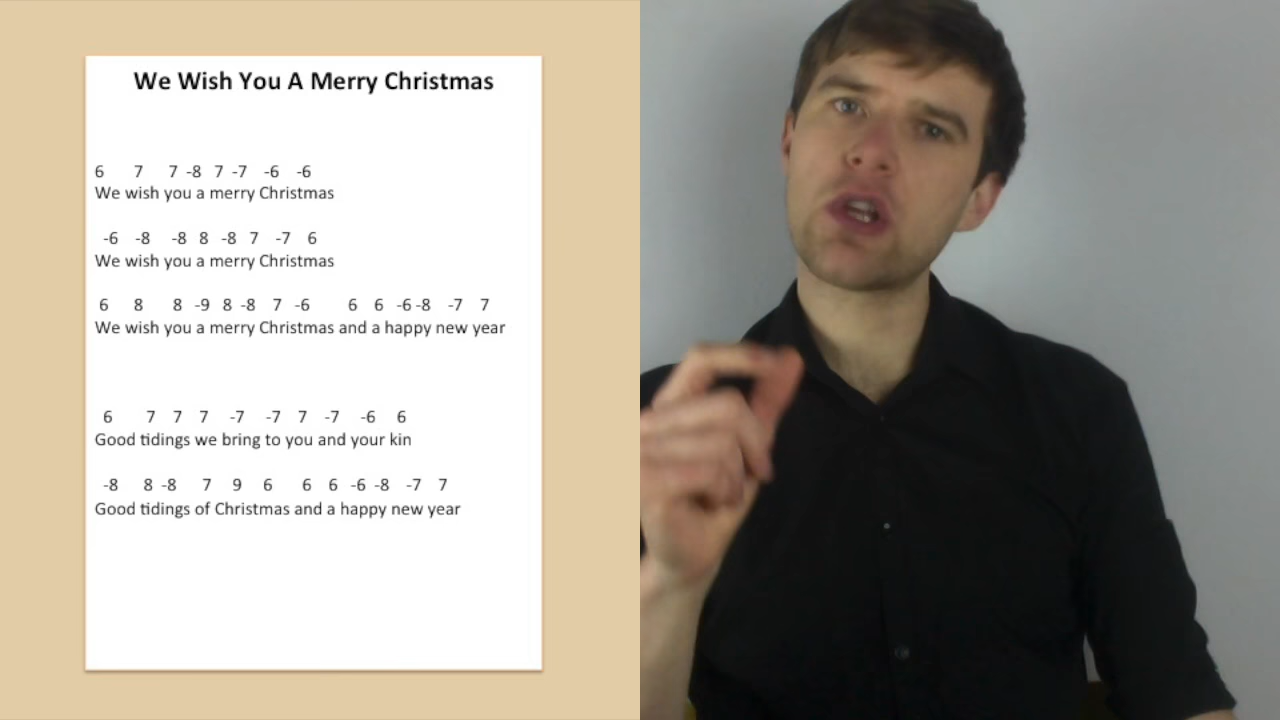 We Wish You A Merry Christmas
6 7 7 -8 7 -7 -6 -6
We wish you a merry Christmas
-6 -8 -8 8 -8 7 -7 6
We wish you a merry Christmas
6 8 8 -9 8 -8 7 -6 6 6 -6 -8 -7 7
We wish you a merry Christmas and a happy new year
6 7 7 7 -7 -7 7 -7 -6 6
Good tidings we bring to you and your kin
-8 8 -8 7 9 6 6 6 -6 -8 -7 7
Good tidings of Christmas and a happy new year